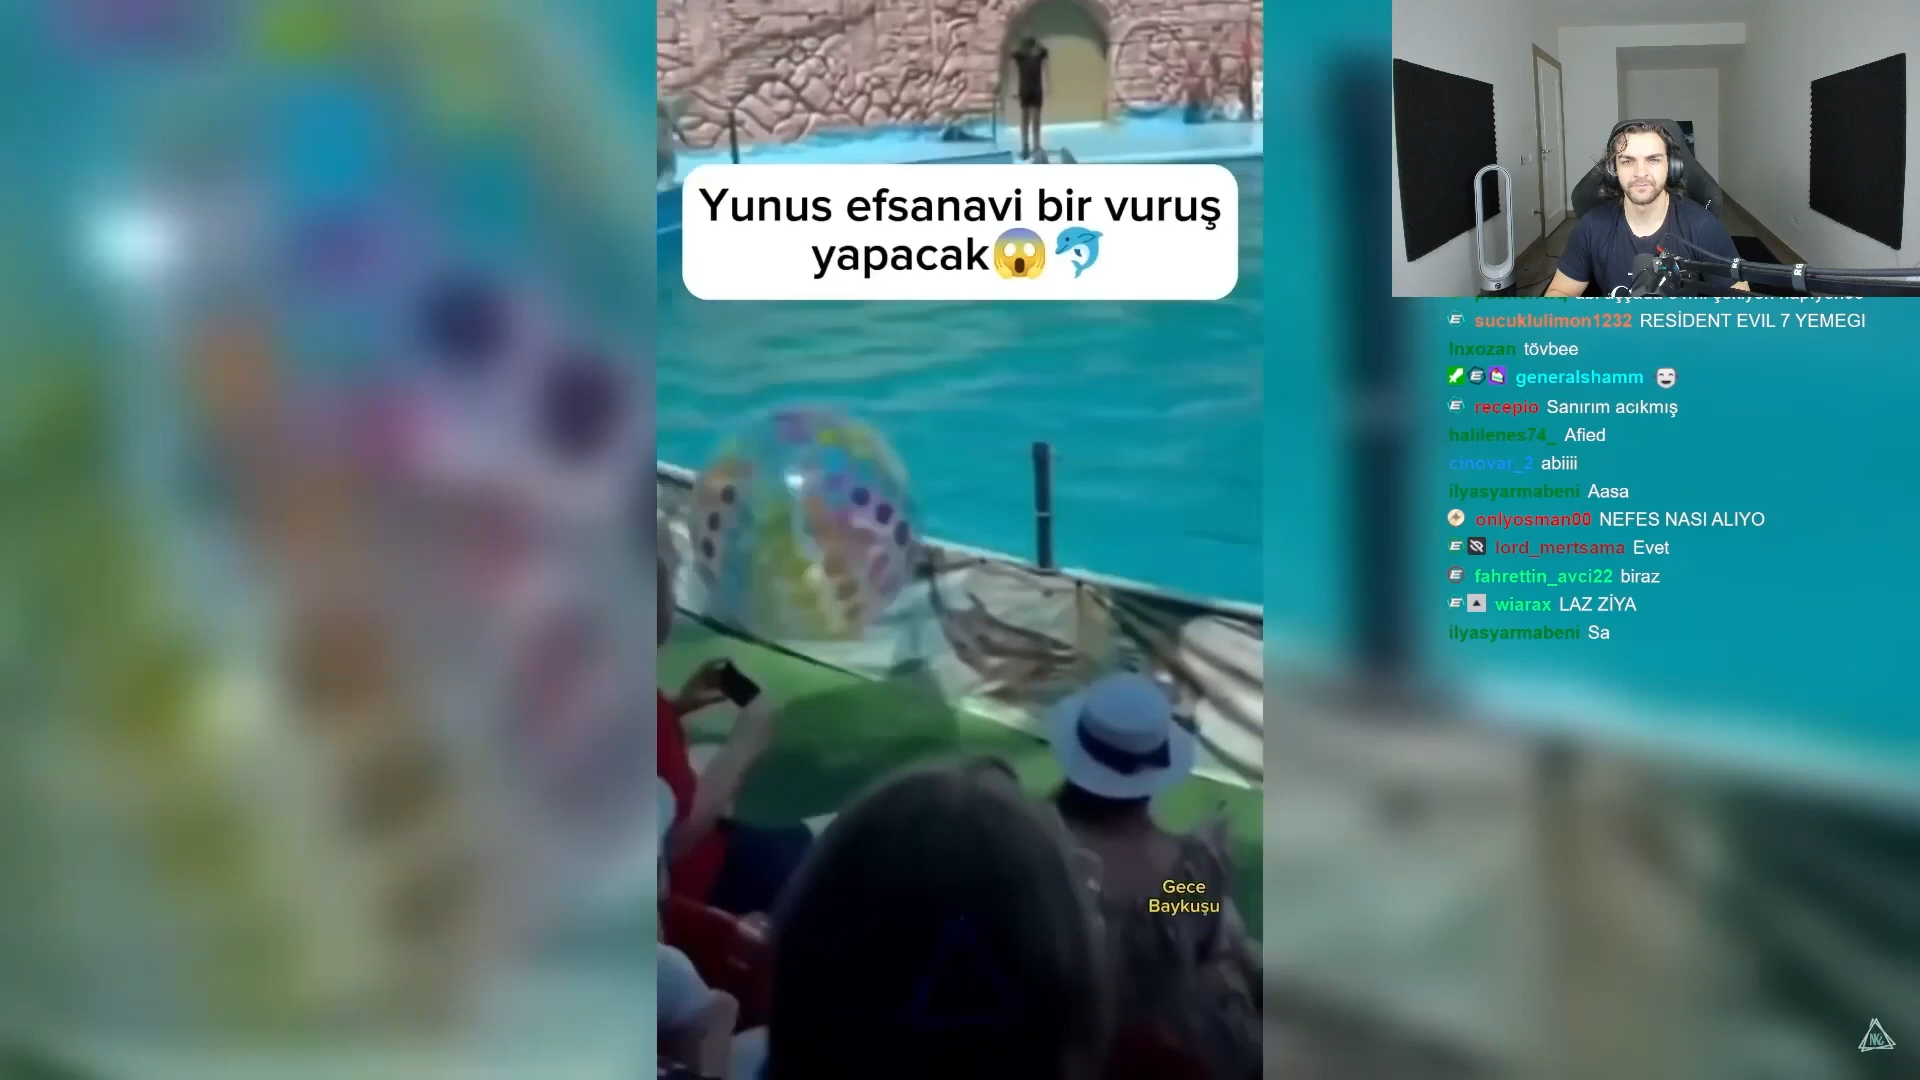 Yunus efsanavi bir vuruş
yapacak😱🐬
sucuklulimon1232 RESİDENT EVIL 7 YEMEGI
Inxozan tövbee
generalshamm
recepio Sanırım acıkmış
halilenes74_ Afied
cinovar_2 abiiii
ilyasyarmabeni Aasa
onlyosman00 NEFES NASI ALIYO
lord_mertsama Evet
fahrettin_avci22 biraz
wiarax LAZ ZİYA
ilyasyarmabeni Sa
Gece
Baykuşu